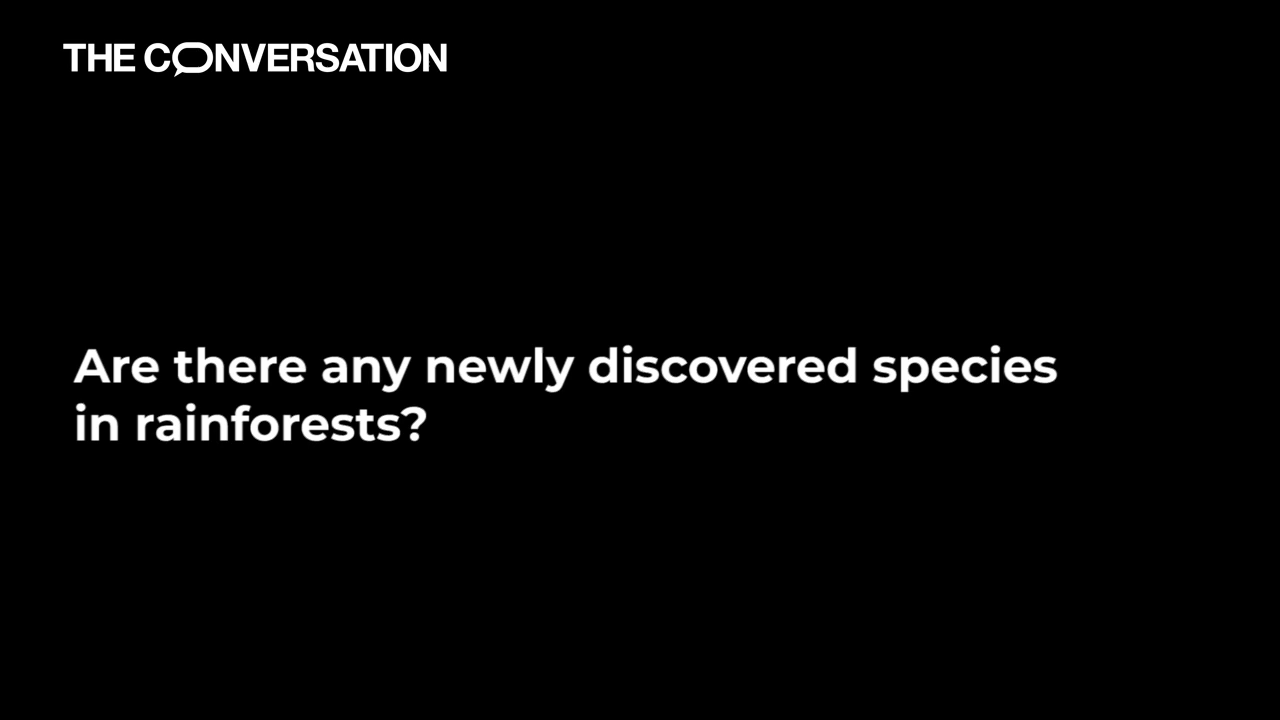 THE CONVERSATION
Are there any newly discovered species
in rainforests?